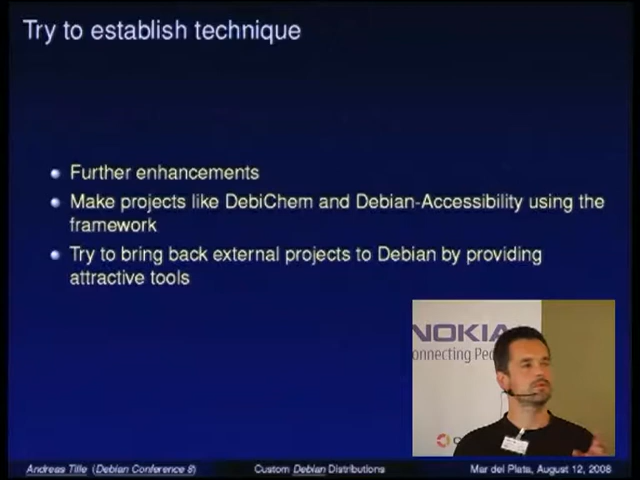 Try to establish technique
Further enhancements
Make projects like DebiChem and Debian-Accessibility using the
framework
Try to bring back external projects to Debian by providing
attractive tools
NOKIA
onnecting Peo
Andreas Tille (Debian Conference 8)
Custom Debian Distributions
Mar del Plata, August 12, 2008